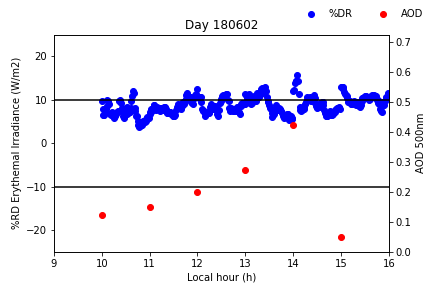 %DR AOD
Day 180602
%RD Erythemal Irradiance (W/m2)
20
10
0
−10
−20
0.7
0.6
0.5
0.4
0.3
0.2
0.1
0.0
AOD 500nm
9 10 11 12 13 14 15 16
Local hour (h)